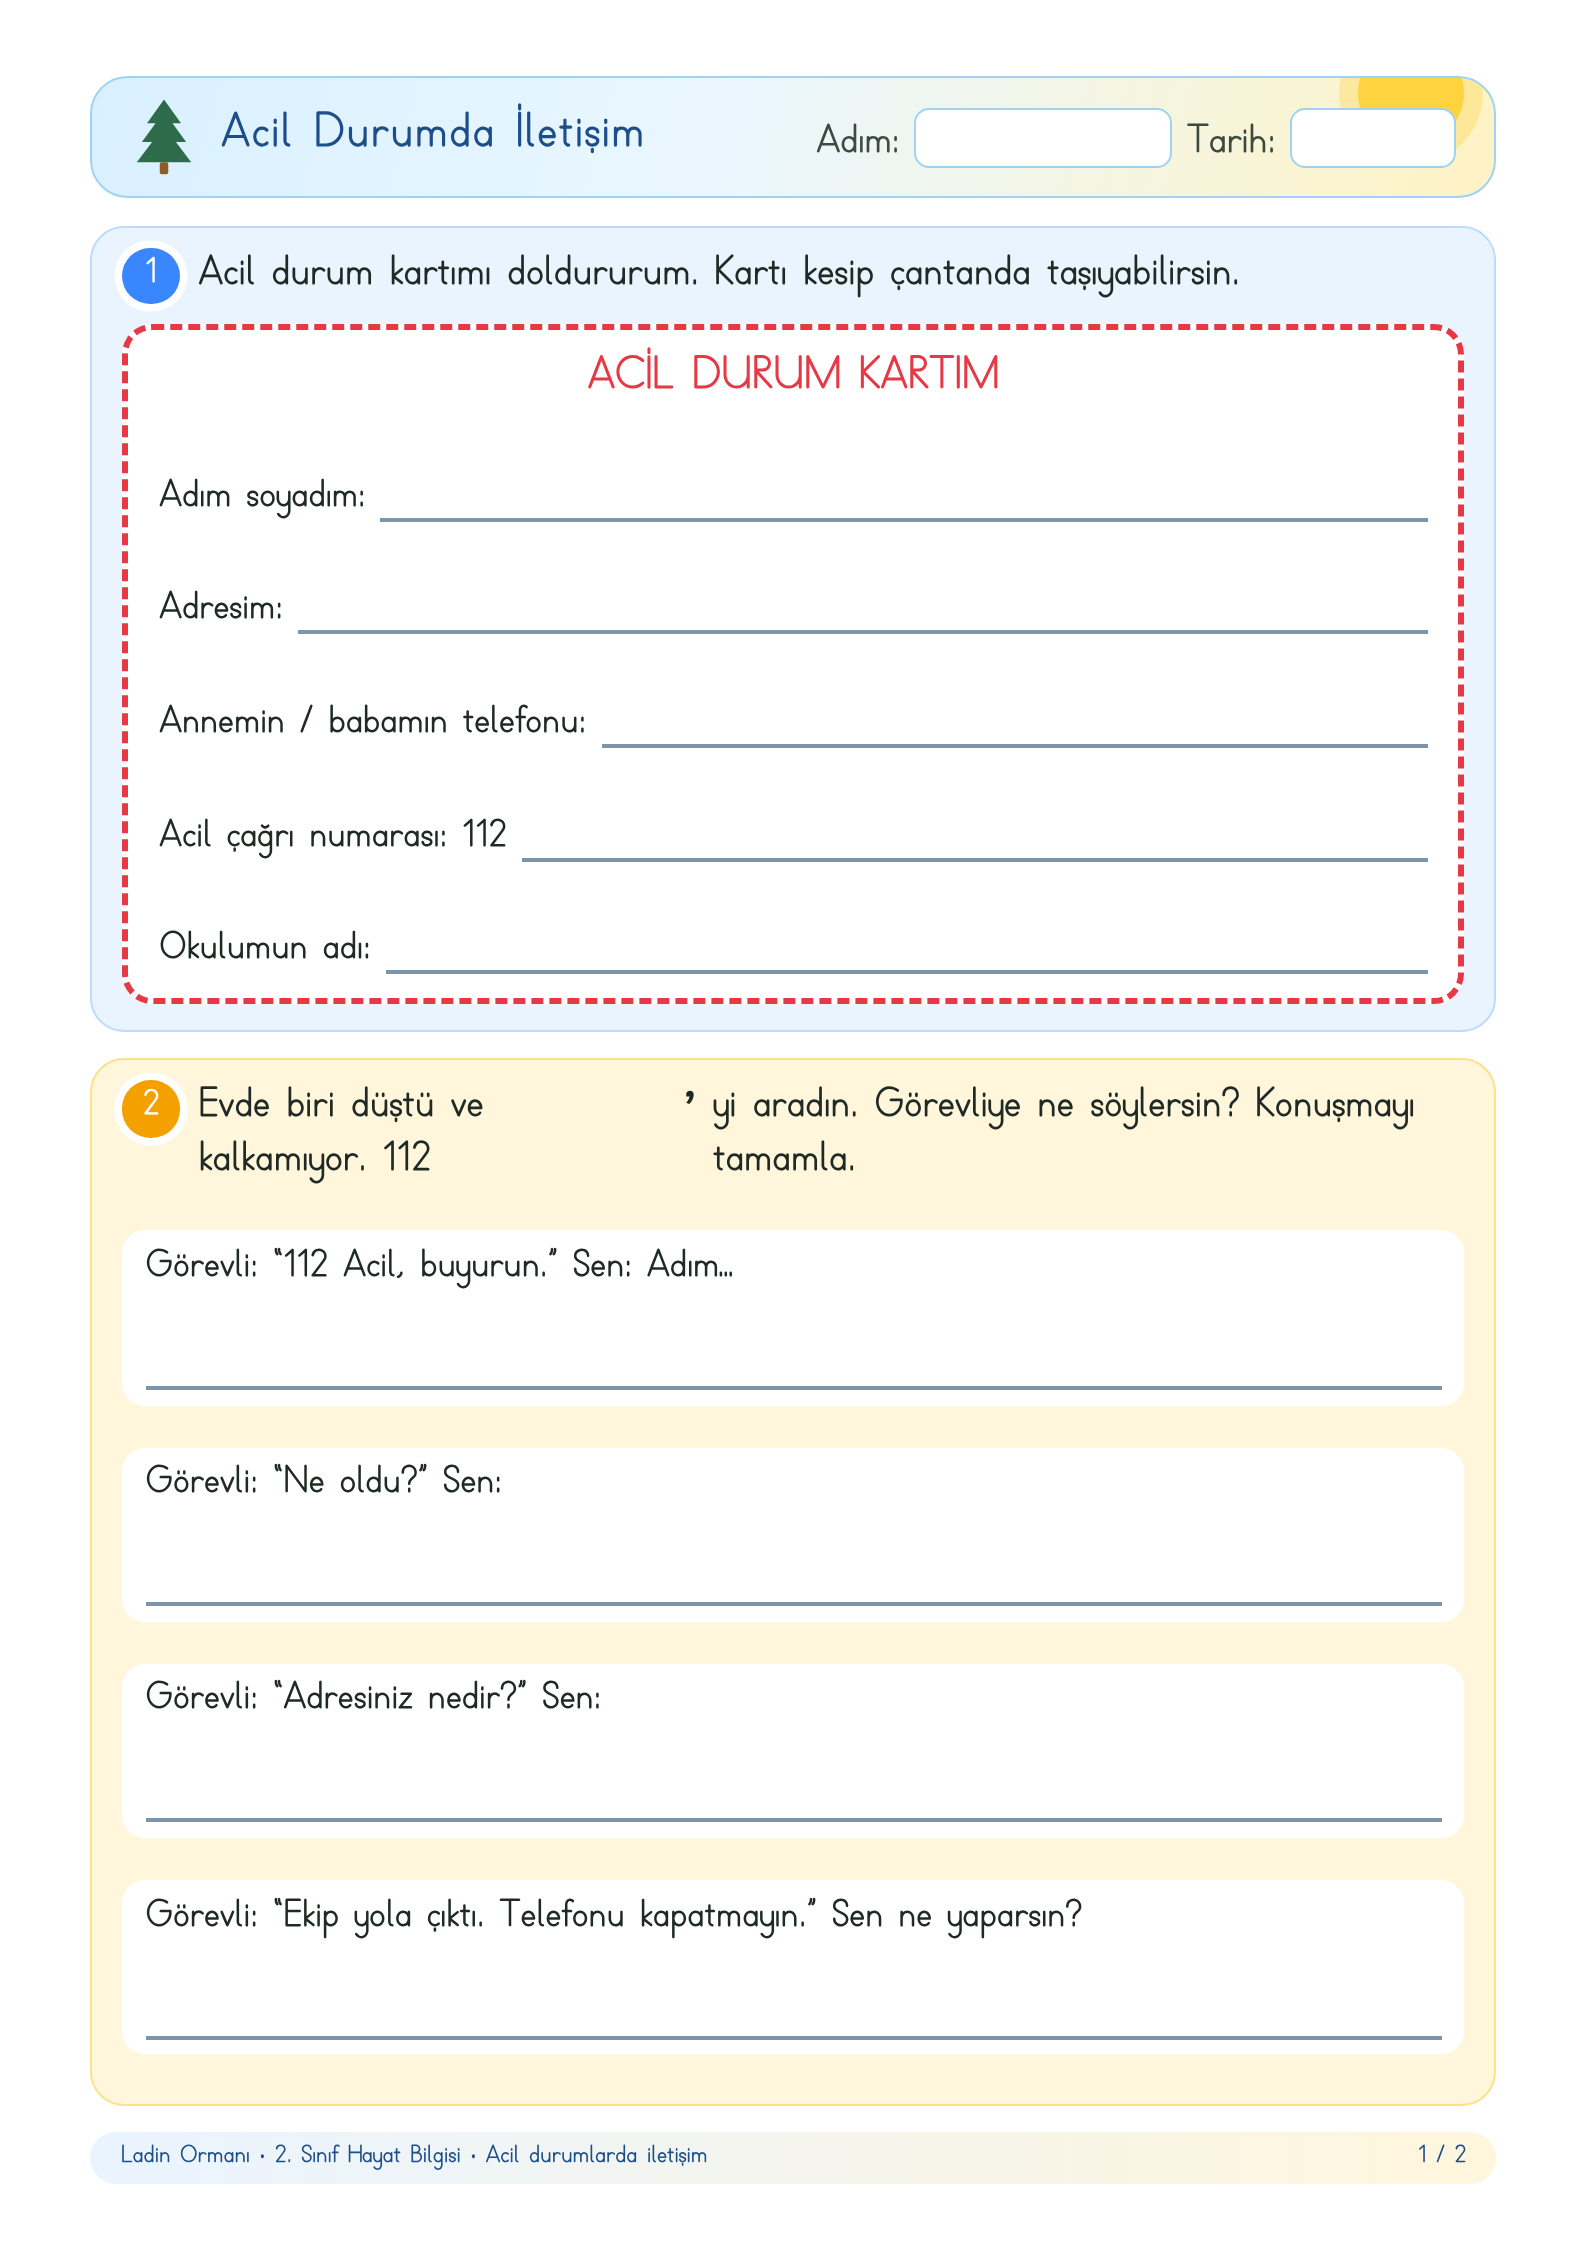 Acil Durumda İletişim
Adım:
Tarih:
1
Acil durum kartımı doldururum. Kartı kesip çantanda taşıyabilirsin.
ACİL DURUM KARTIM
Adım soyadım:
Adresim:
Annemin / babamın telefonu:
Acil çağrı numarası: 112
Okulumun adı:
2
Evde biri düştü ve
kalkamıyor. 112
’
yi aradın. Görevliye ne söylersin? Konuşmayı
tamamla.
Görevli: “112 Acil, buyurun.” Sen: Adım...
Görevli: “Ne oldu?” Sen:
Görevli: “Adresiniz nedir?” Sen:
Görevli: “Ekip yola çıktı. Telefonu kapatmayın.” Sen ne yaparsın?
Ladin Ormanı • 2. Sınıf Hayat Bilgisi • Acil durumlarda iletişim
1 / 2